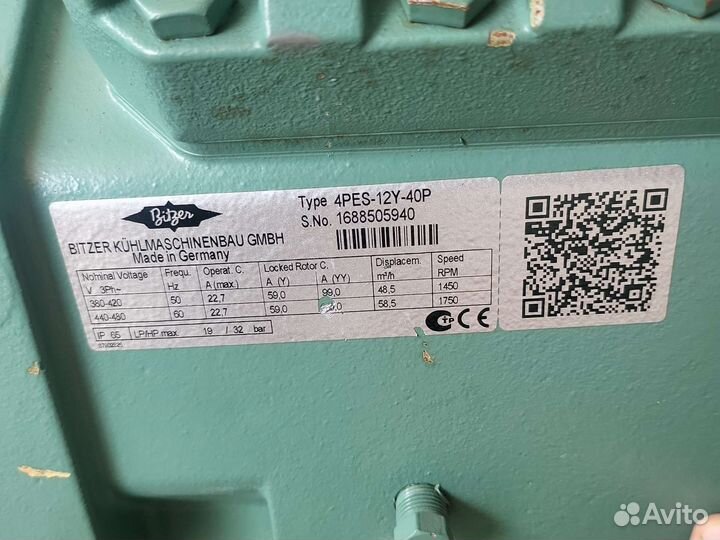 Bitzer
BITZER KÜHLMASCHINENBAU GMBH
Made in Germany
Type 4PES-12Y-40P
S.No. 1688505940
Nominal Voltage Frequ. Operat. C. Locked Rotor C. Displacem. Speed
V 3Ph~ Hz A (max.) A (Y) A (YY) m³/h RPM
380-420 50 22,7 59,0 99,0 48,5 1450
440-480 60 22,7 59,0 58,5 1750
IP 65 LP/HP max. 19 / 32 bar
CE
Avito